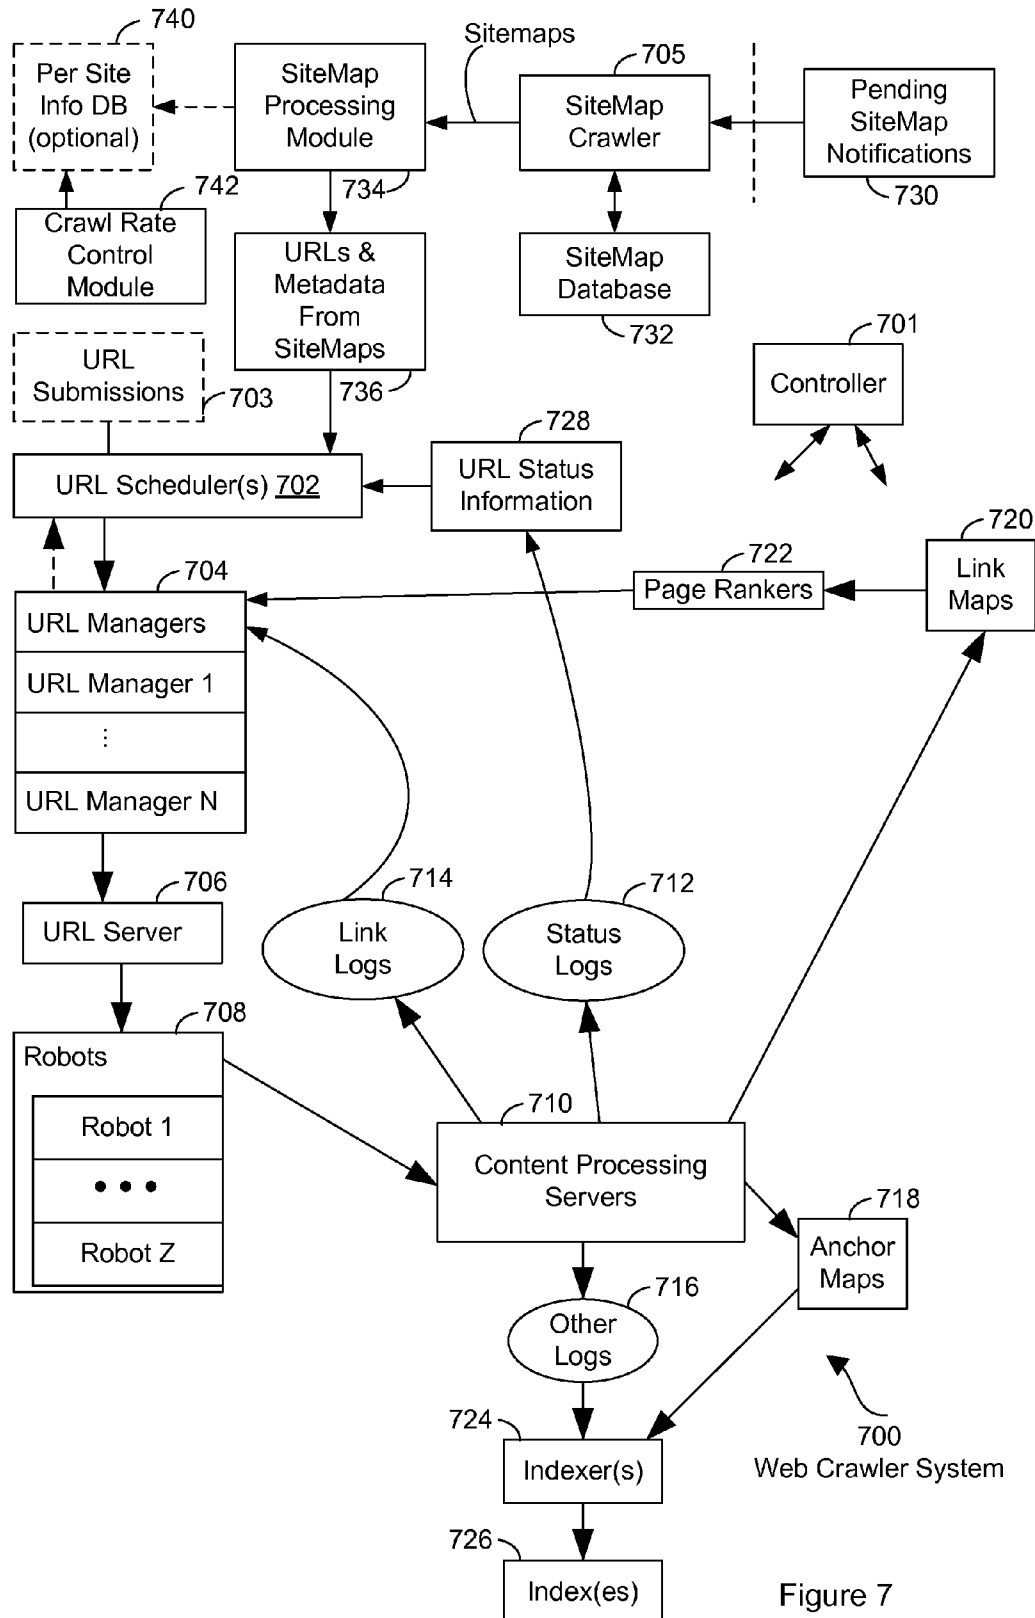 740
Per Site
Info DB
(optional)
SiteMap
Processing
Module
734
Sitemaps
705
SiteMap
Crawler
Pending
SiteMap
Notifications
730
742
Crawl Rate
Control
Module
URLs &
Metadata
From
SiteMaps
736
SiteMap
Database
732
URL
Submissions
703
701
Controller
728
URL Status
Information
URL Scheduler(s) 702
720
Link
Maps
722
Page Rankers
704
URL Managers
URL Manager 1
⋮
URL Manager N
706
URL Server
714
Link
Logs
712
Status
Logs
708
Robots
Robot 1
• • •
Robot Z
710
Content Processing
Servers
718
Anchor
Maps
716
Other
Logs
724
Indexer(s)
700
Web Crawler System
726
Index(es)
Figure 7